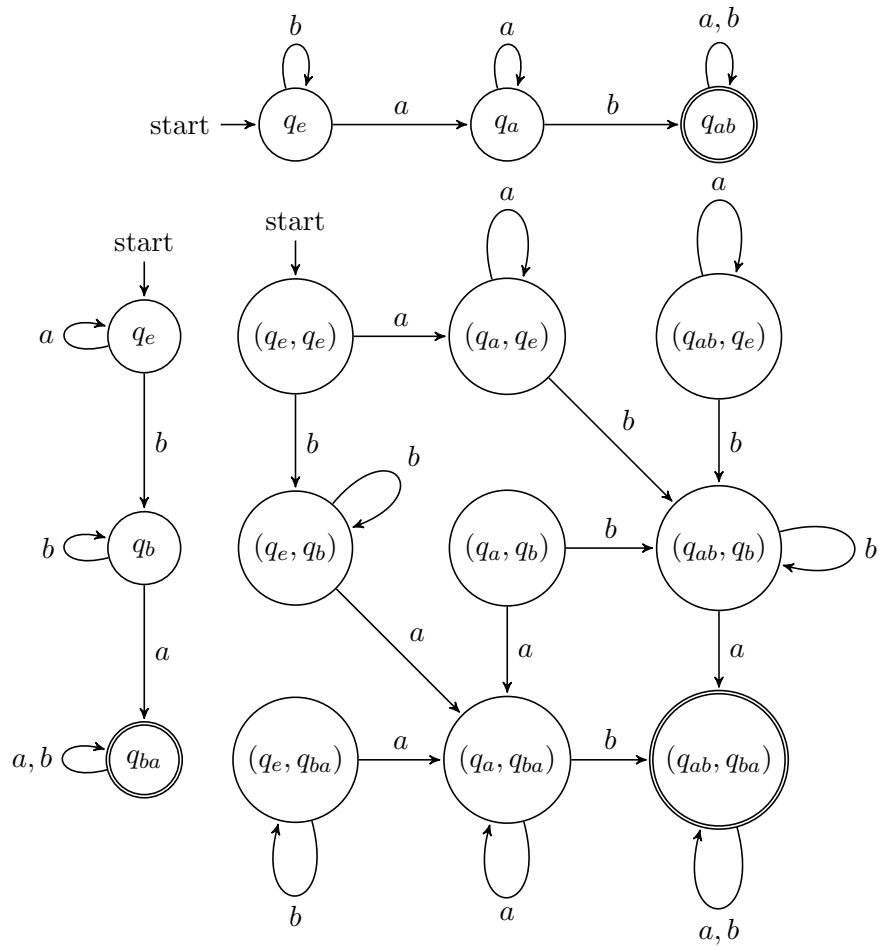 b a a, b
start q_e a q_a b q_ab
a a
start start
a q_e (q_e, q_e) a (q_a, q_e) (q_ab, q_e)
b b b b
b
b q_b (q_e, q_b) (q_a, q_b) b (q_ab, q_b) b
a a a a
a, b q_ba (q_e, q_ba) a (q_a, q_ba) b (q_ab, q_ba)
b a a, b